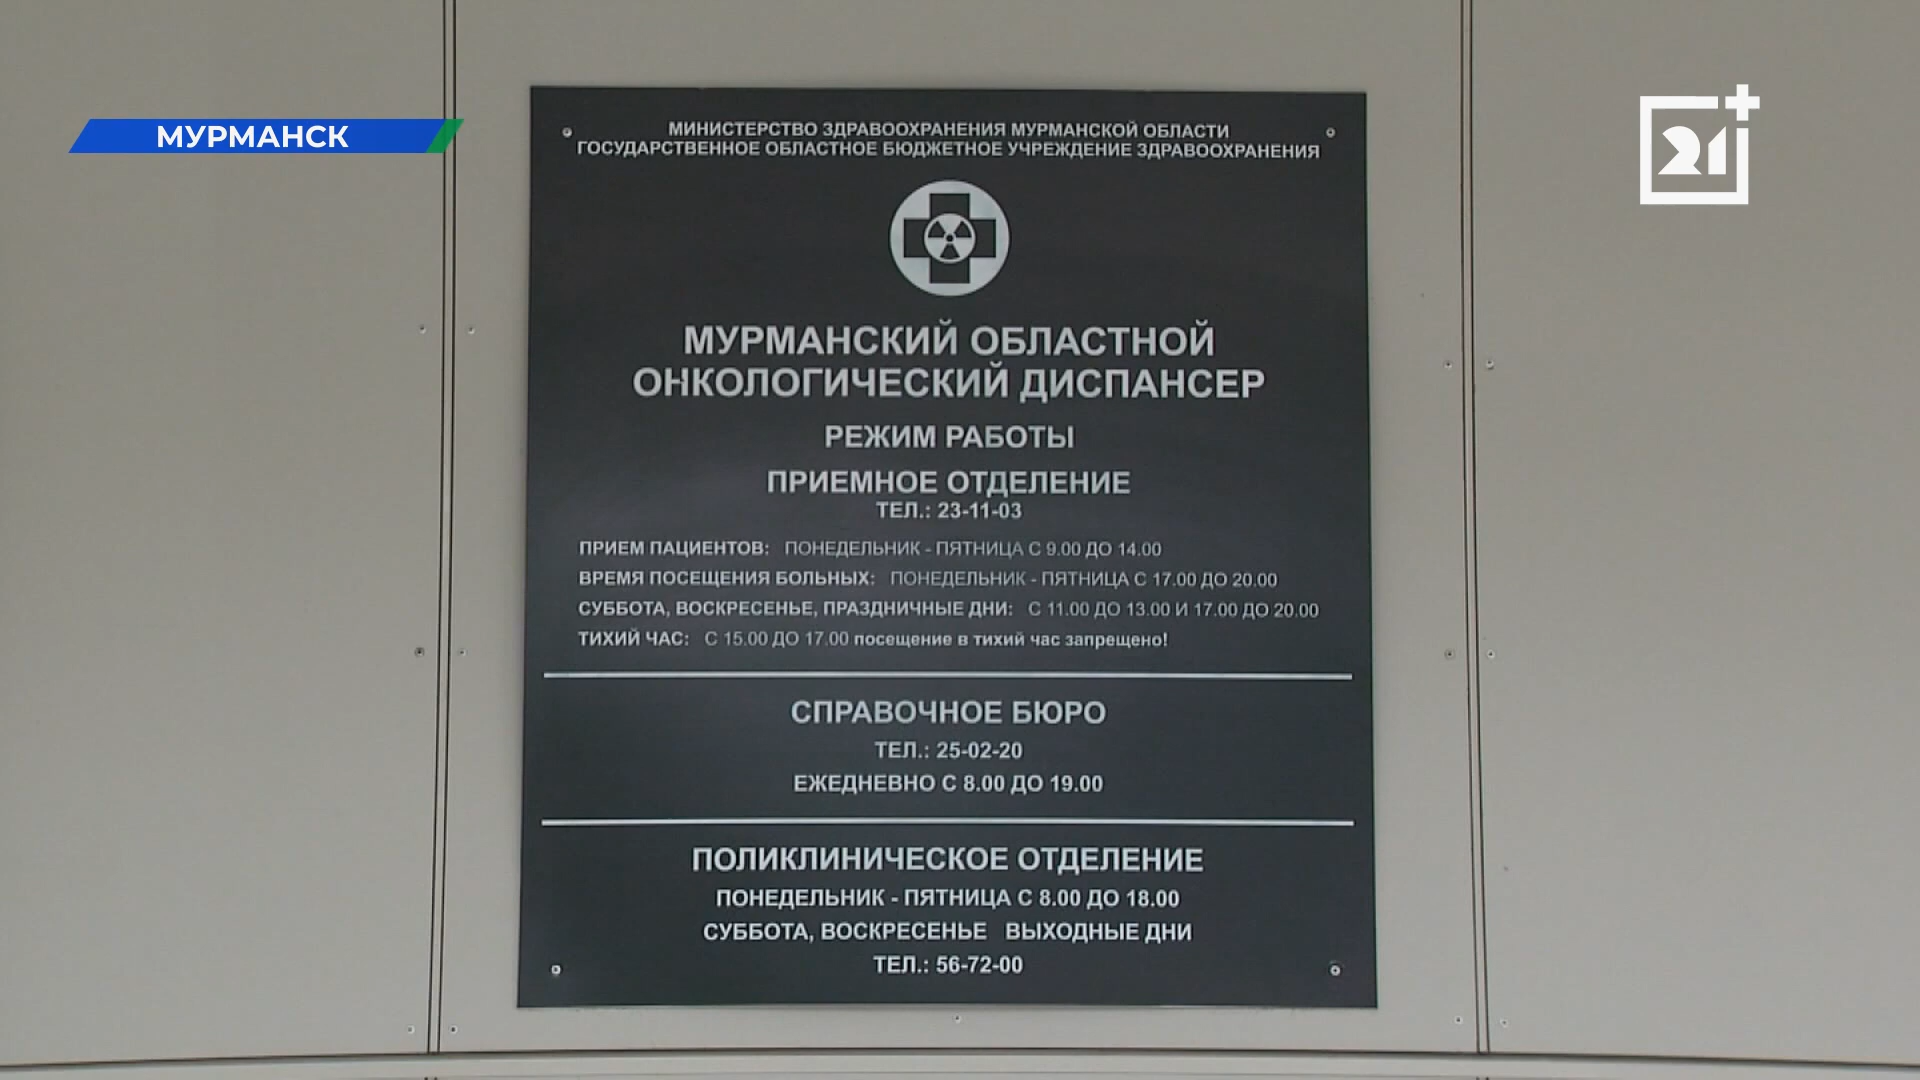 МУРМАНСК
21+
МИНИСТЕРСТВО ЗДРАВООХРАНЕНИЯ МУРМАНСКОЙ ОБЛАСТИ
ГОСУДАРСТВЕННОЕ ОБЛАСТНОЕ БЮДЖЕТНОЕ УЧРЕЖДЕНИЕ ЗДРАВООХРАНЕНИЯ
МУРМАНСКИЙ ОБЛАСТНОЙ
ОНКОЛОГИЧЕСКИЙ ДИСПАНСЕР
РЕЖИМ РАБОТЫ
ПРИЕМНОЕ ОТДЕЛЕНИЕ
ТЕЛ.: 23-11-03
ПРИЕМ ПАЦИЕНТОВ: ПОНЕДЕЛЬНИК - ПЯТНИЦА С 9.00 ДО 14.00
ВРЕМЯ ПОСЕЩЕНИЯ БОЛЬНЫХ: ПОНЕДЕЛЬНИК - ПЯТНИЦА С 17.00 ДО 20.00
СУББОТА, ВОСКРЕСЕНЬЕ, ПРАЗДНИЧНЫЕ ДНИ: С 11.00 ДО 13.00 И 17.00 ДО 20.00
ТИХИЙ ЧАС: С 15.00 ДО 17.00 посещение в тихий час запрещено!
СПРАВОЧНОЕ БЮРО
ТЕЛ.: 25-02-20
ЕЖЕДНЕВНО С 8.00 ДО 19.00
ПОЛИКЛИНИЧЕСКОЕ ОТДЕЛЕНИЕ
ПОНЕДЕЛЬНИК - ПЯТНИЦА С 8.00 ДО 18.00
СУББОТА, ВОСКРЕСЕНЬЕ ВЫХОДНЫЕ ДНИ
ТЕЛ.: 56-72-00